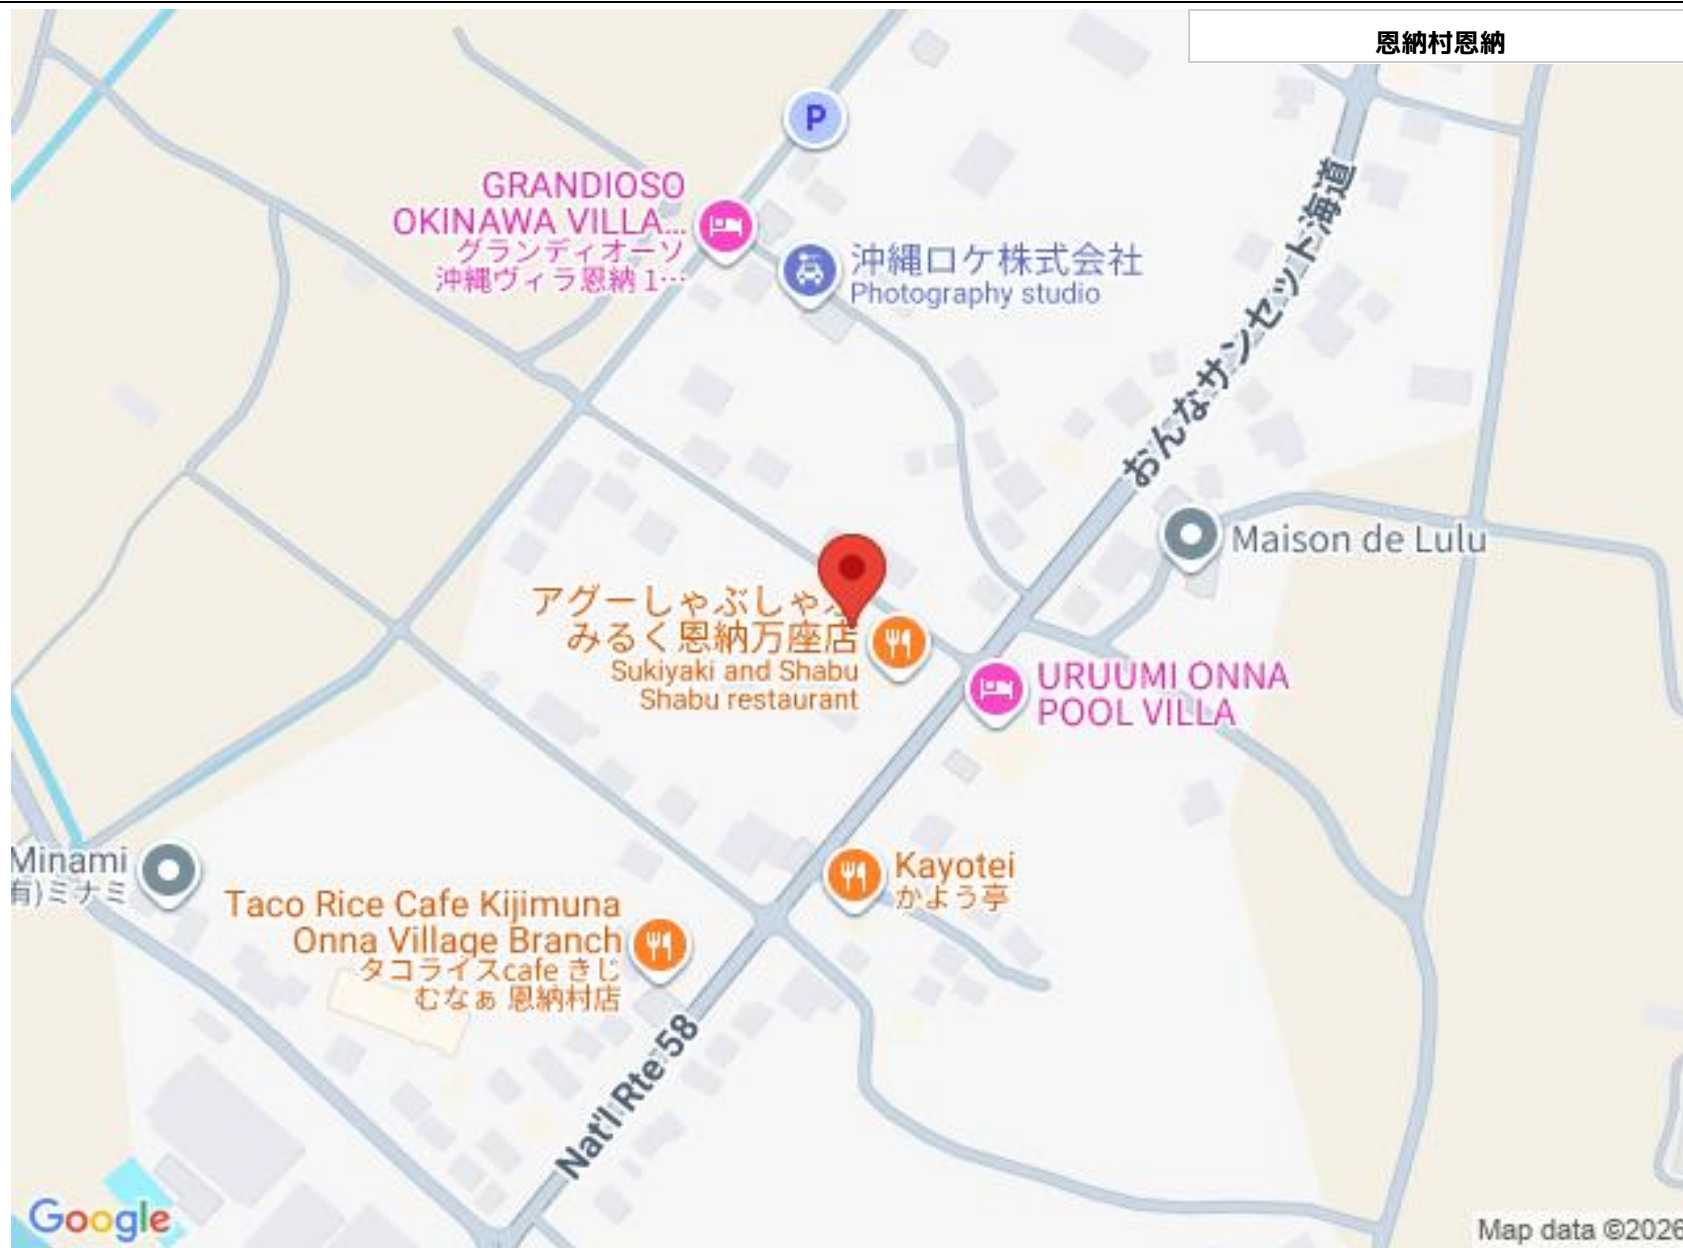 恩納村恩納
P
GRANDIOSO
OKINAWA VILLA...
グランディオーソ
沖縄ヴィラ恩納 1…
沖縄ロケ株式会社
Photography studio
おんなサンセット海道
Maison de Lulu
アグーしゃぶしゃぶ
みるく恩納万座店
Sukiyaki and Shabu
Shabu restaurant
URUUMI ONNA
POOL VILLA
Minami
有)ミナミ
Kayotei
かよう亭
Taco Rice Cafe Kijimuna
Onna Village Branch
タコライスcafe きじ
むなぁ 恩納村店
Nat'l Rte 58
Google
Map data ©2026